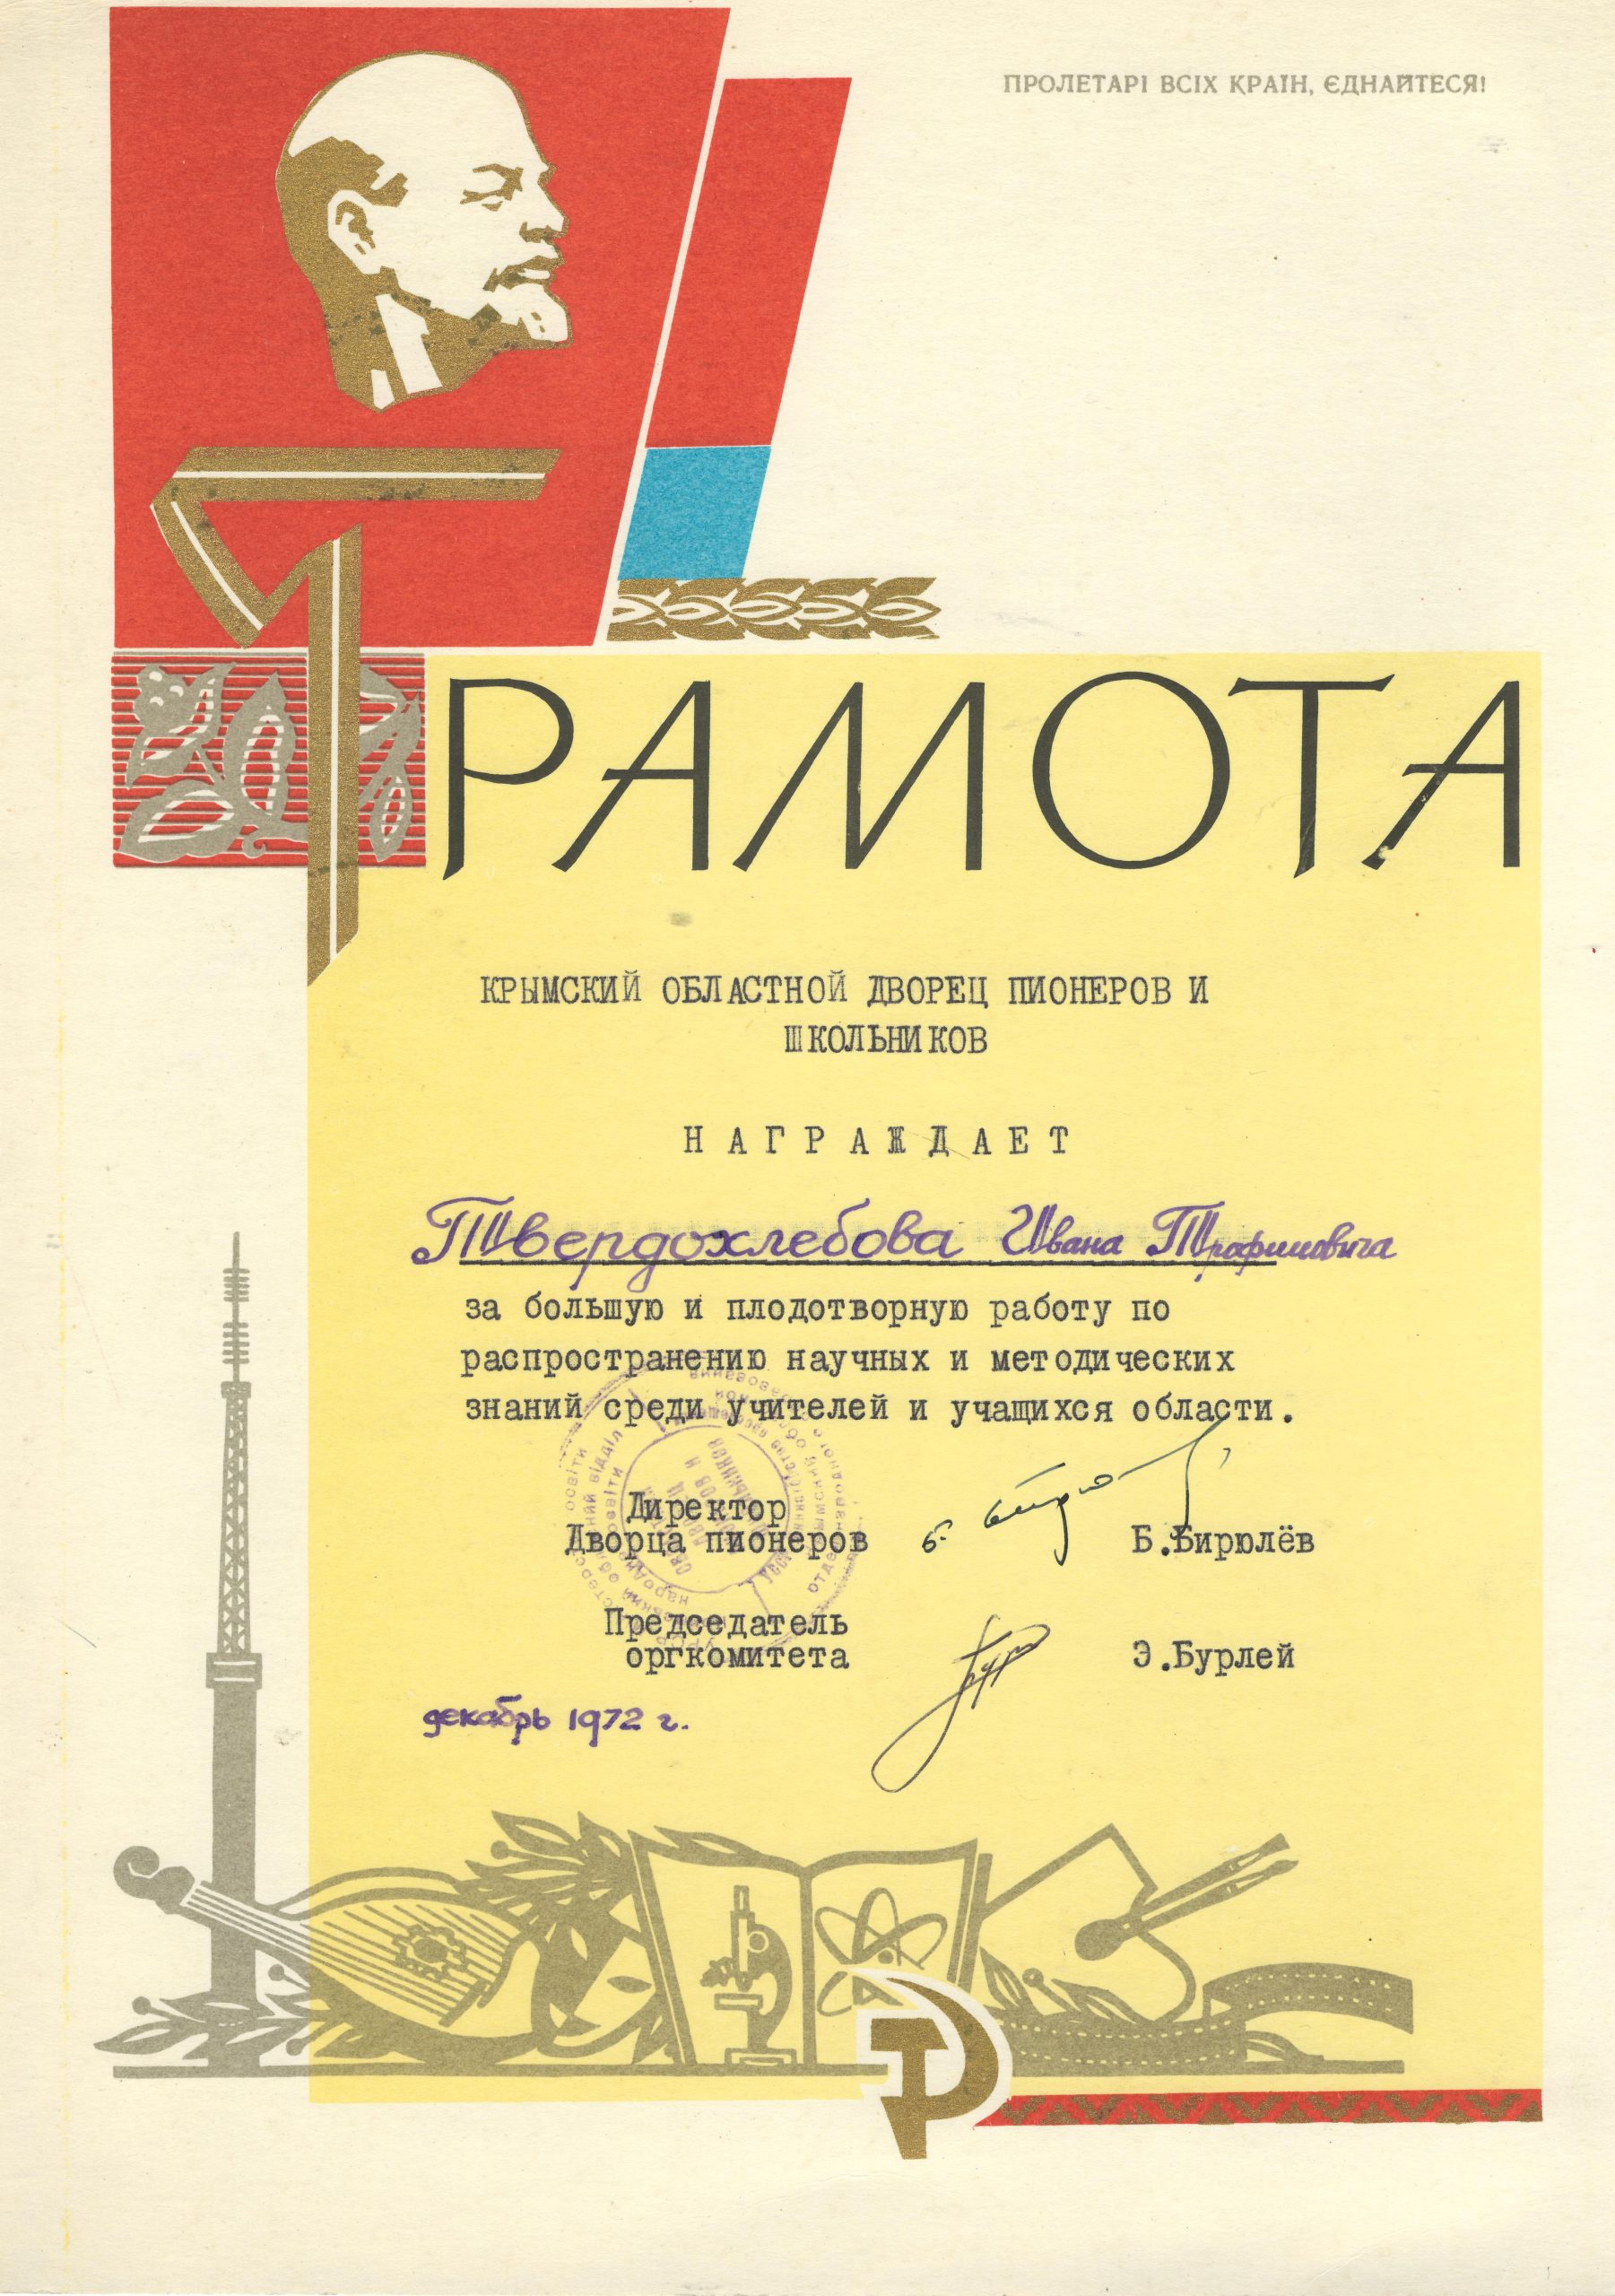 ПРОЛЕТАРІ ВСІХ КРАЇН, ЄДНАЙТЕСЯ!
ГРАМОТА
КРЫМСКИЙ ОБЛАСТНОЙ ДВОРЕЦ ПИОНЕРОВ И
ШКОЛЬНИКОВ
НАГРАЖДАЕТ
Твердохлебова Ивана Трофимовича
за большую и плодотворную работу по
распространению научных и методических
знаний среди учителей и учащихся области.
Директор
Дворца пионеров Б.Бирюлёв
Председатель
оргкомитета Э.Бурлей
декабрь 1972 г.